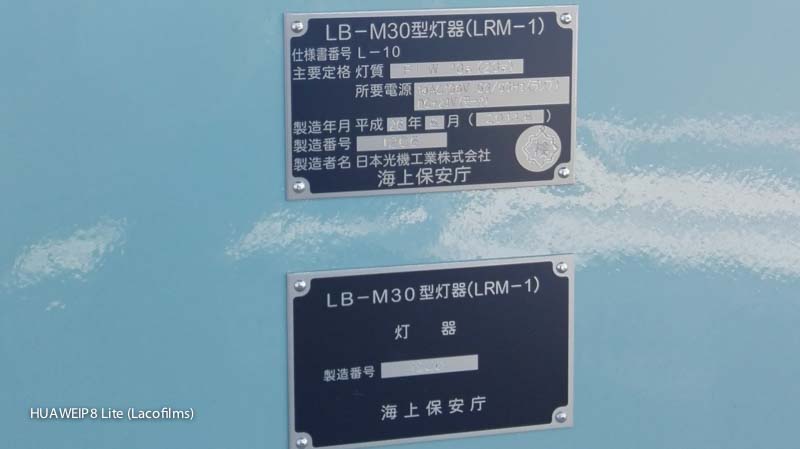 LB-M30型灯器(LRM-1)
仕様書番号 L-10
主要定格 灯質
所要電源
製造年月 平成 26 年 月 ( )
製造番号
製造者名 日本光機工業株式会社
海上保安庁
LB-M30型灯器(LRM-1)
灯 器
製造番号
海上保安庁
HUAWEIP8 Lite (Lacofilms)